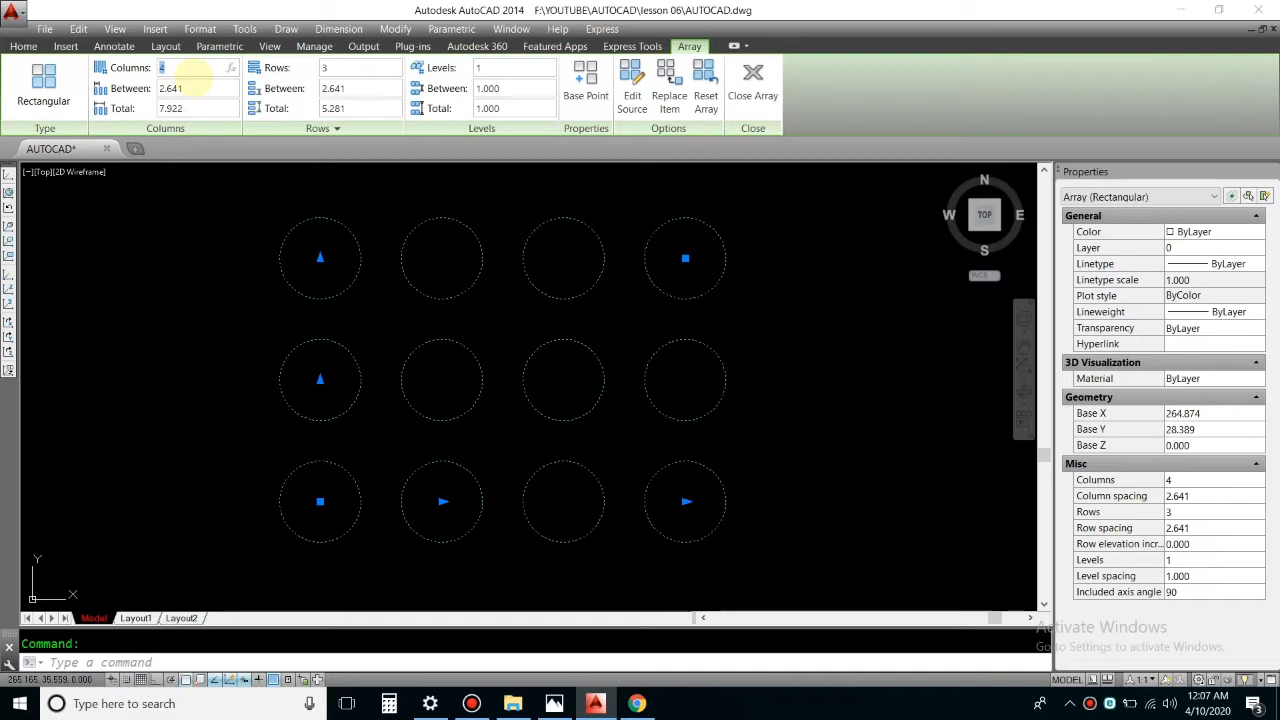 Autodesk AutoCAD 2014 F:\YOUTUBE\AUTOCAD\lesson 06\AUTOCAD.dwg
File Edit View Insert Format Tools Draw Dimension Modify Parametric Window Help Express
Home Insert Annotate Layout Parametric View Manage Output Plug-ins Autodesk 360 Featured Apps Express Tools Array
Columns: 4 Rows: 3 Levels: 1
Between: 2.641 Between: 2.641 Between: 1.000
Total: 7.922 Total: 5.281 Total: 1.000
Rectangular
Base Point
Edit Source
Replace Item
Reset Array
Close Array
Type Columns Rows Levels Properties Options Close
AUTOCAD*
[−][Top][2D Wireframe]
N
W TOP E
S
WCS
Properties
Array (Rectangular)
General
Color ByLayer
Layer 0
Linetype ByLayer
Linetype scale 1.000
Plot style ByColor
Lineweight ByLayer
Transparency ByLayer
Hyperlink
3D Visualization
Material ByLayer
Geometry
Base X 264.874
Base Y 28.389
Base Z 0.000
Misc
Columns 4
Column spacing 2.641
Rows 3
Row spacing 2.641
Row elevation incr... 0.000
Levels 1
Level spacing 1.000
Included axis angle 90
Y
X
Model Layout1 Layout2
Activate Windows
Go to Settings to activate Windows.
Command:
Type a command
265.165, 35.559, 0.000 MODEL 1:1
Type here to search
12:07 AM
4/10/2020
3